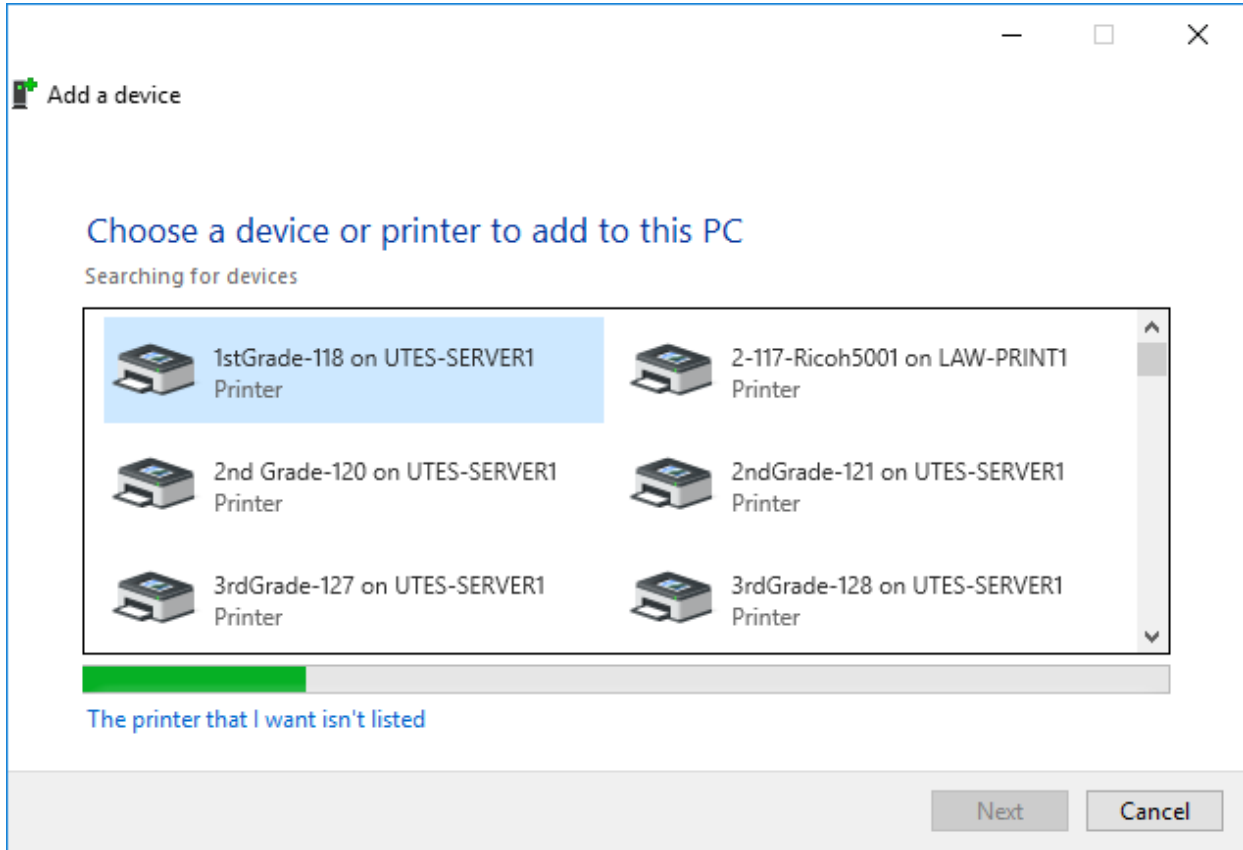 Add a device
Choose a device or printer to add to this PC
Searching for devices
1stGrade-118 on UTES-SERVER1
Printer
2-117-Ricoh5001 on LAW-PRINT1
Printer
2nd Grade-120 on UTES-SERVER1
Printer
2ndGrade-121 on UTES-SERVER1
Printer
3rdGrade-127 on UTES-SERVER1
Printer
3rdGrade-128 on UTES-SERVER1
Printer
The printer that I want isn't listed
Next
Cancel